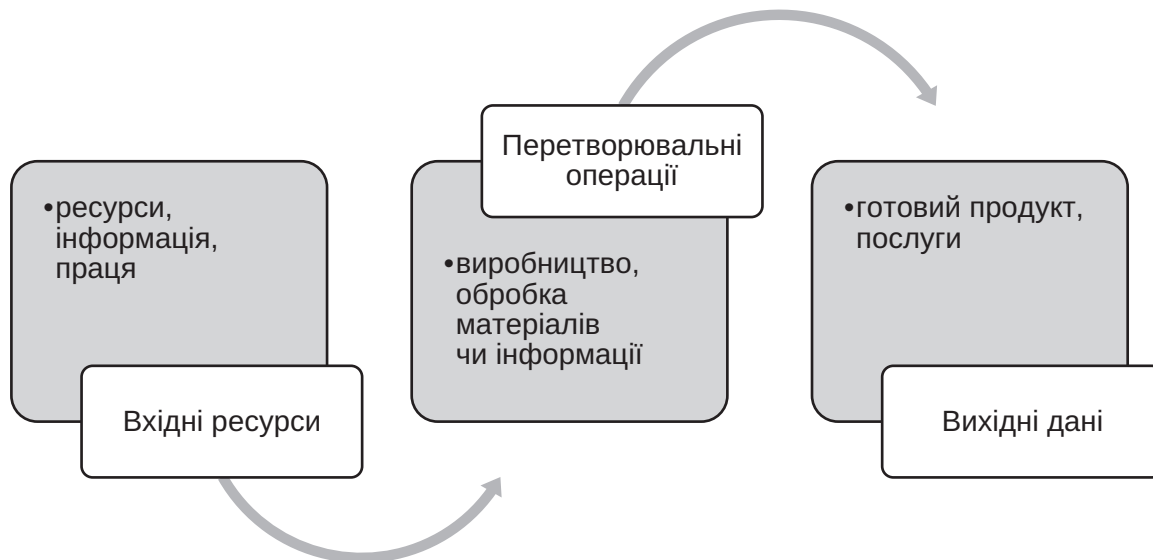 •ресурси,
інформація,
праця
Вхідні ресурси
Перетворювальні
операції
•виробництво,
обробка
матеріалів
чи інформації
•готовий продукт,
послуги
Вихідні дані